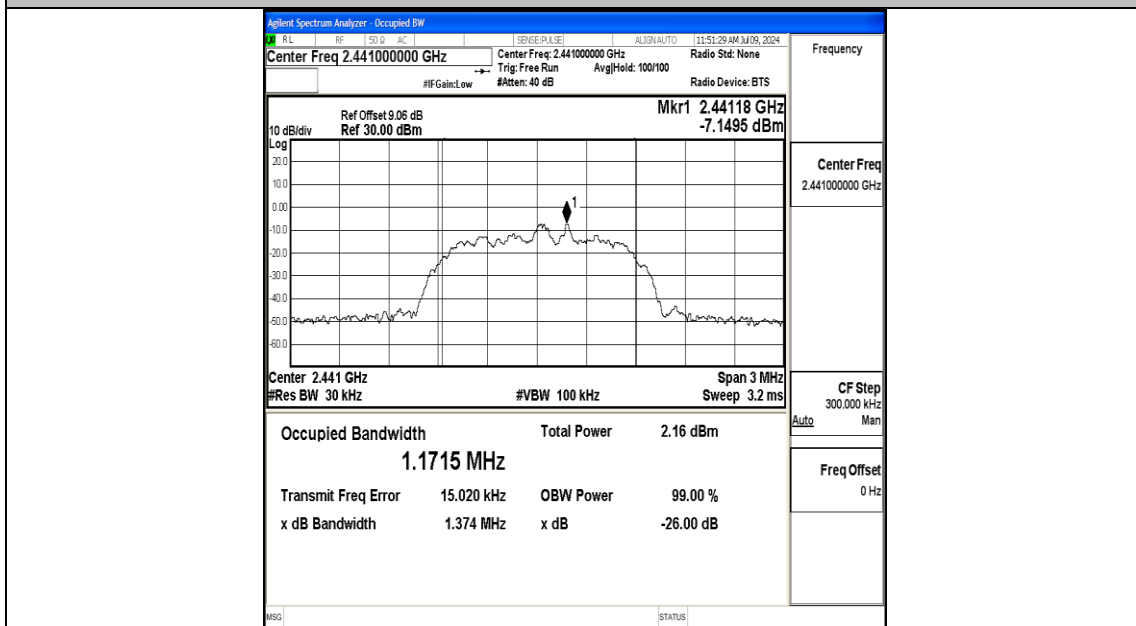 Agilent Spectrum Analyzer - Occupied BW
LXI RL RF 50 Ω AC SENSE:PULSE ALIGN AUTO 11:51:29 AM Jul 09, 2024
Center Freq 2.441000000 GHz
Center Freq: 2.441000000 GHz
Radio Std: None
Trig: Free Run Avg|Hold: 100/100
#IFGain:Low
#Atten: 40 dB
Radio Device: BTS
Ref Offset 9.06 dB
10 dB/div
Ref 30.00 dBm
Mkr1 2.44118 GHz
-7.1495 dBm
Log
20.0
10.0
0.00
-10.0
-20.0
-30.0
-40.0
-50.0
-60.0
1
Center 2.441 GHz
Span 3 MHz
#Res BW 30 kHz
#VBW 100 kHz
Sweep 3.2 ms
Occupied Bandwidth
1.1715 MHz
Total Power 2.16 dBm
Transmit Freq Error 15.020 kHz
OBW Power 99.00 %
x dB Bandwidth 1.374 MHz
x dB -26.00 dB
MSG
STATUS
Frequency
Center Freq
2.441000000 GHz
CF Step
300.000 kHz
Auto Man
Freq Offset
0 Hz